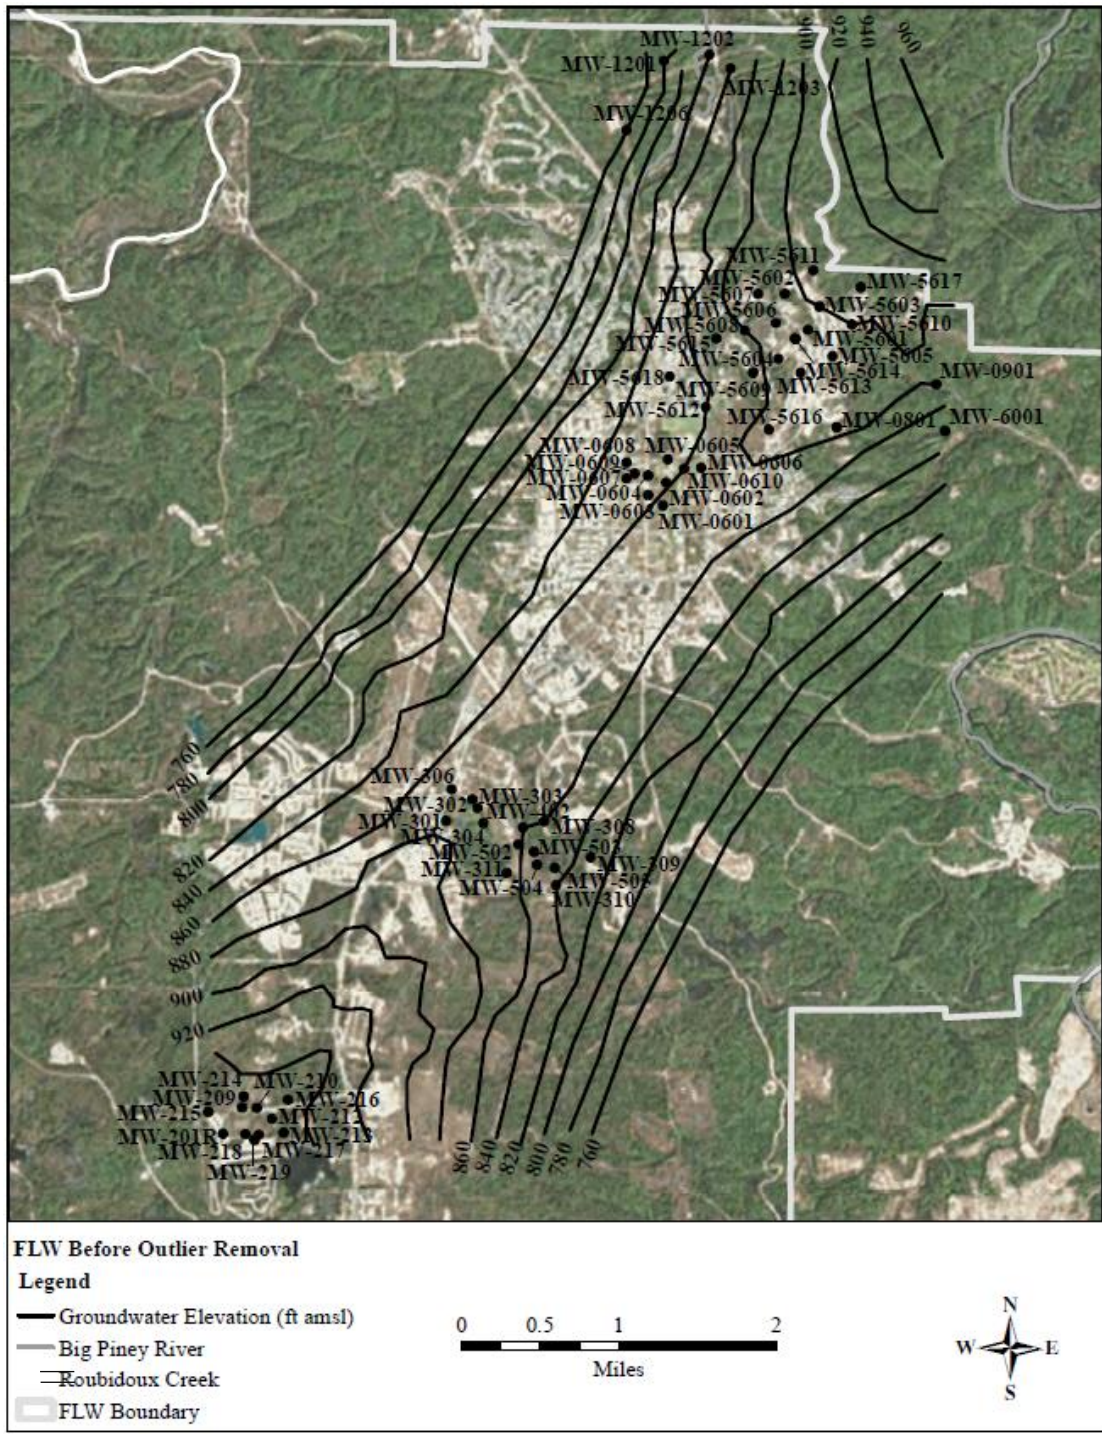 900
920
940
960
MW-1202
MW-1201
MW-1203
MW-1206
MW-5611
MW-5602
MW-5617
MW-5607
MW-5603
MW-5606
MW-5610
MW-5608
MW-5601
MW-5615
MW-5605
MW-5604
MW-5614
MW-0901
MW-5618
MW-5609
MW-5613
MW-5612
MW-5616
MW-0801
MW-6001
MW-0608
MW-0605
MW-0609
MW-0606
MW-0607
MW-0610
MW-0604
MW-0602
MW-0603
MW-0601
760
780
800
MW-306
MW-303
MW-302
MW-301
MW-308
MW-304
MW-502
MW-503
820
MW-311
MW-309
MW-504
MW-310
840
860
880
900
920
MW-214
MW-210
MW-209
MW-216
MW-215
MW-212
MW-201R
MW-213
MW-218
MW-217
MW-219
860
840
820
800
780
760
FLW Before Outlier Removal
Legend
Groundwater Elevation (ft amsl)
Big Piney River
Roubidoux Creek
FLW Boundary
0 0.5 1 2
Miles
N
W E
S